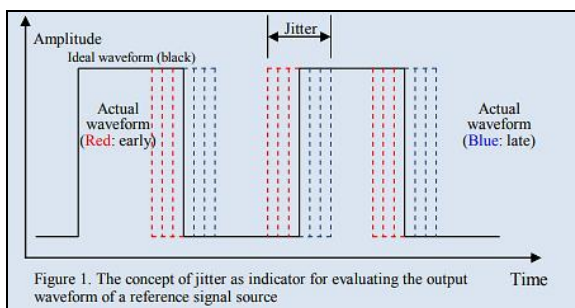 Amplitude
Jitter
Ideal waveform (black)
Actual
waveform
(Red: early)
Actual
waveform
(Blue: late)
Time
Figure 1. The concept of jitter as indicator for evaluating the output
waveform of a reference signal source